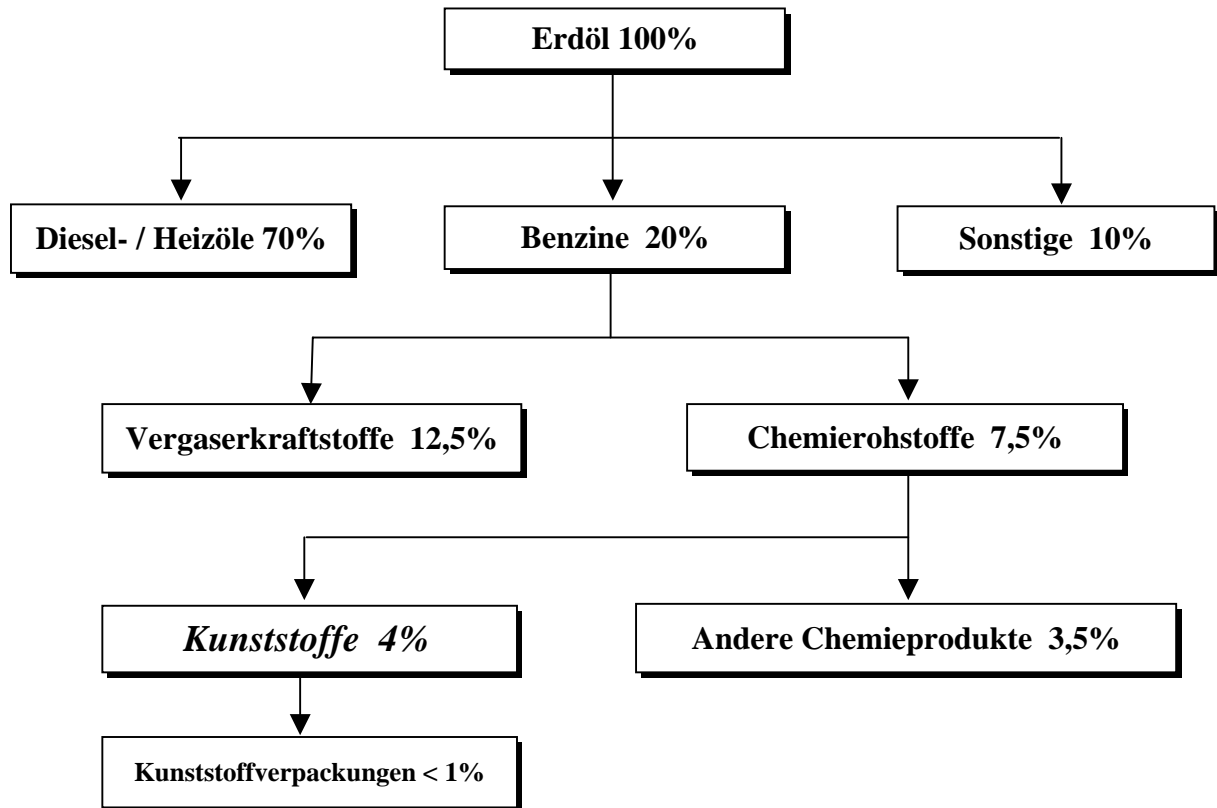 Erdöl 100%
Diesel- / Heizöle 70%
Benzine 20%
Sonstige 10%
Vergaserkraftstoffe 12,5%
Chemierohstoffe 7,5%
Kunststoffe 4%
Andere Chemieprodukte 3,5%
Kunststoffverpackungen < 1%